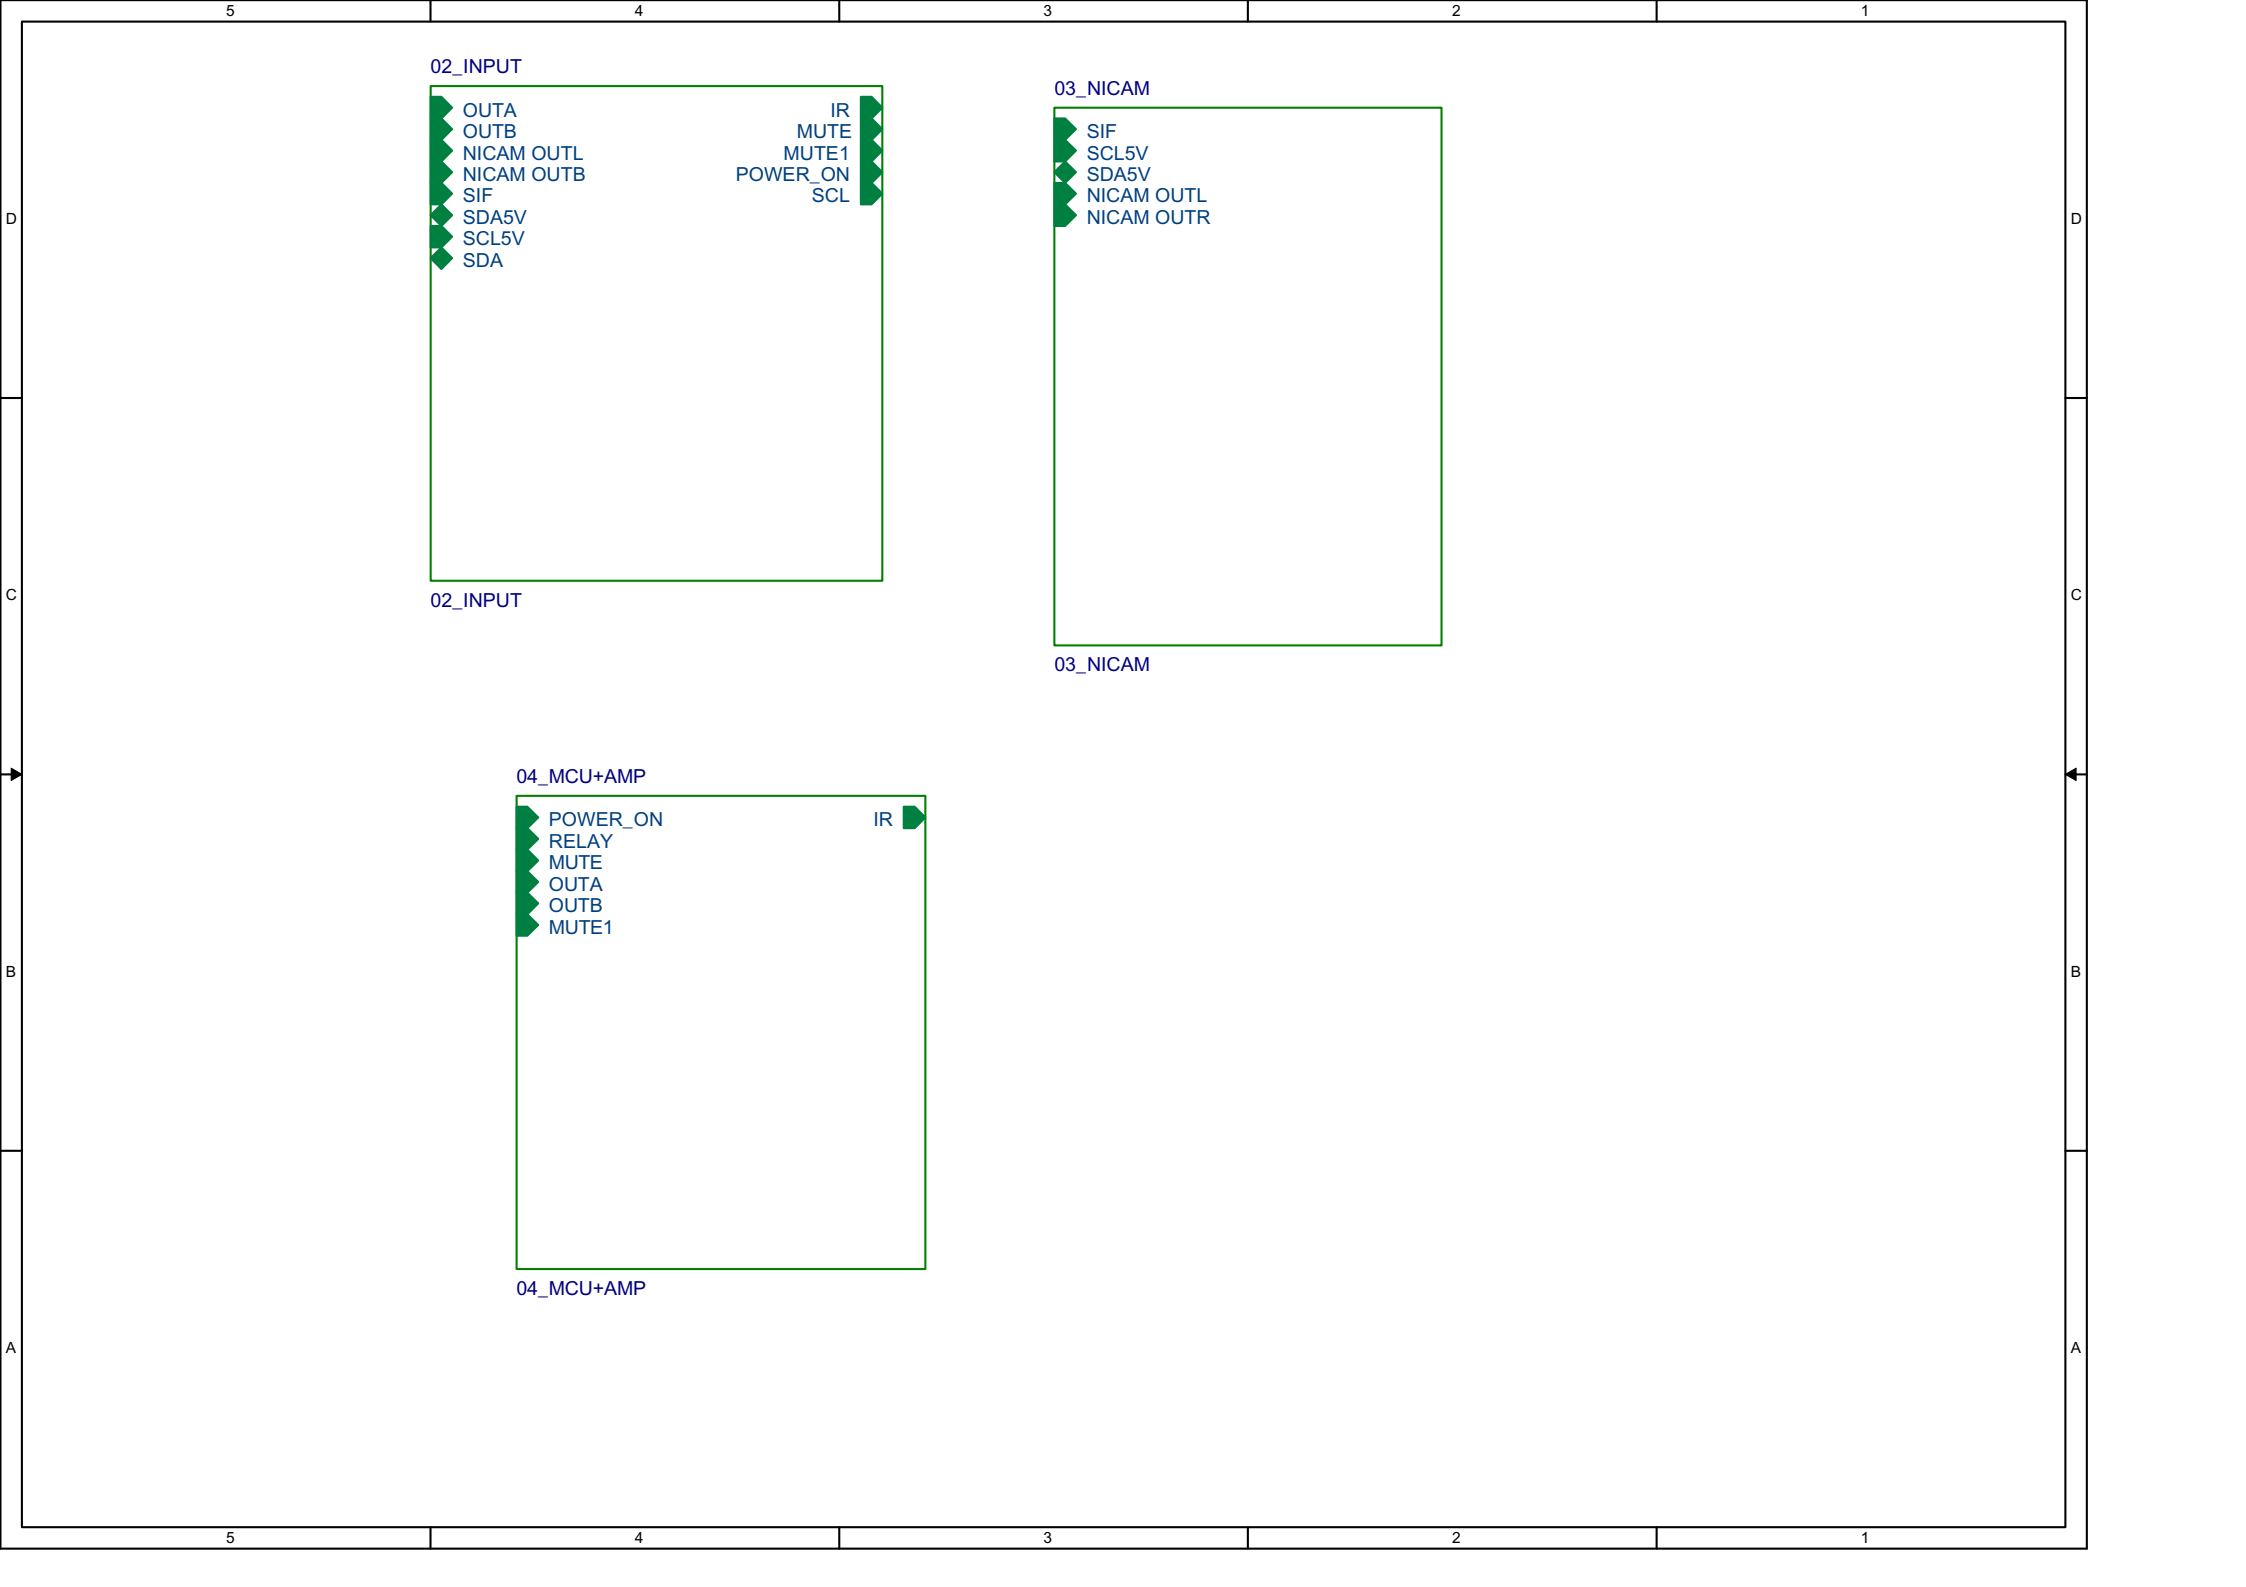 5 4 3 2 1
02_INPUT
03_NICAM
OUTA IR
OUTB MUTE
NICAM OUTL MUTE1
NICAM OUTB POWER_ON
SIF SCL
SDA5V
SCL5V
SDA
SIF
SCL5V
SDA5V
NICAM OUTL
NICAM OUTR
D D
C C
02_INPUT
03_NICAM
04_MCU+AMP
POWER_ON IR
RELAY
MUTE
OUTA
OUTB
MUTE1
B B
04_MCU+AMP
A A
5 4 3 2 1